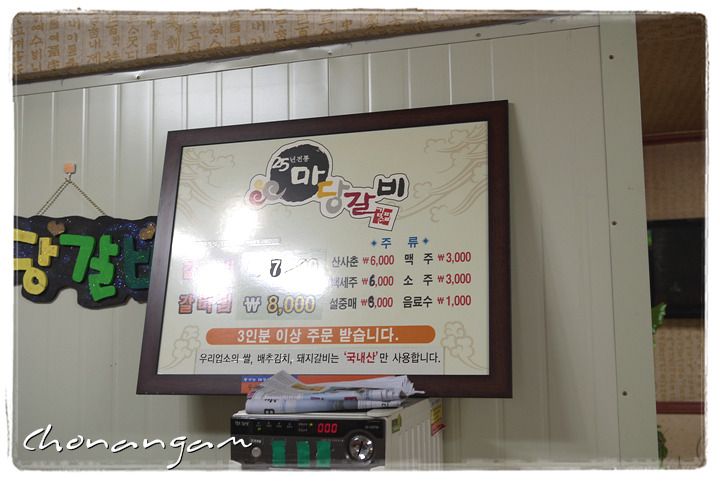 25년전통
마당갈비
당갈비
✦ 주 류 ✦
산사춘 ₩6,000 맥 주 ₩3,000
백세주 ₩6,000 소 주 ₩3,000
갈매기살 ₩ 8,000 설중매 ₩8,000 음료수 ₩1,000
3인분 이상 주문 받습니다.
우리업소의 쌀, 배추김치, 돼지갈비는 '국내산'만 사용합니다.
000
chonangam